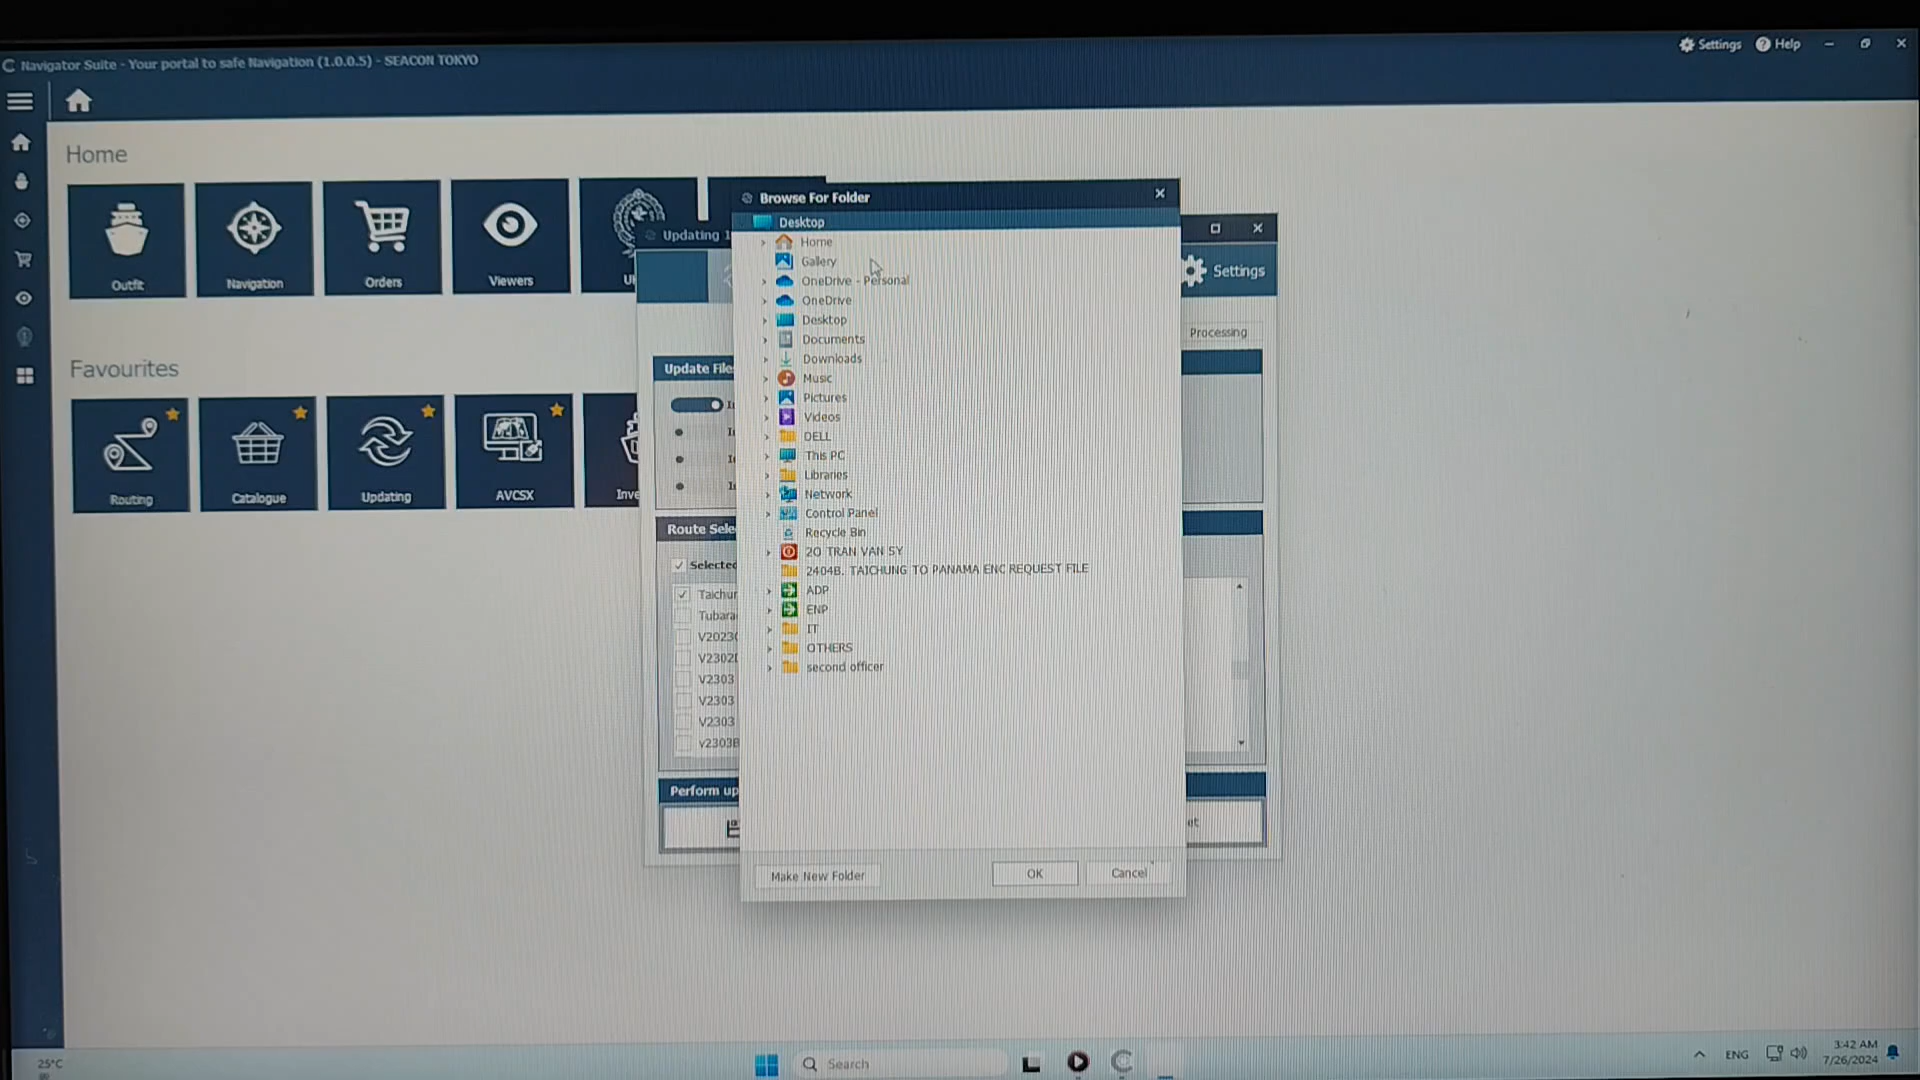 Navigator Suite - Your portal to safe Navigation (1.0.0.5) - SEACON TOKYO
Settings
Help
Home
Outfit
Navigation
Orders
Viewers
Favourites
Routing
Catalogue
Updating
AVCSX
Inve
Updating
Settings
Processing
Update File
Route Sele
Selected
Taichun
Tubara
V2023
V2302
V2303
V2303
V2303
V2303B
Perform up
et
Browse For Folder
Desktop
Home
Gallery
OneDrive - Personal
OneDrive
Desktop
Documents
Downloads
Music
Pictures
Videos
DELL
This PC
Libraries
Network
Control Panel
Recycle Bin
2O TRAN VAN SY
2404B. TAICHUNG TO PANAMA ENC REQUEST FILE
ADP
ENP
IT
OTHERS
second officer
Make New Folder
OK
Cancel
25°C
Search
ENG
3:42 AM
7/26/2024